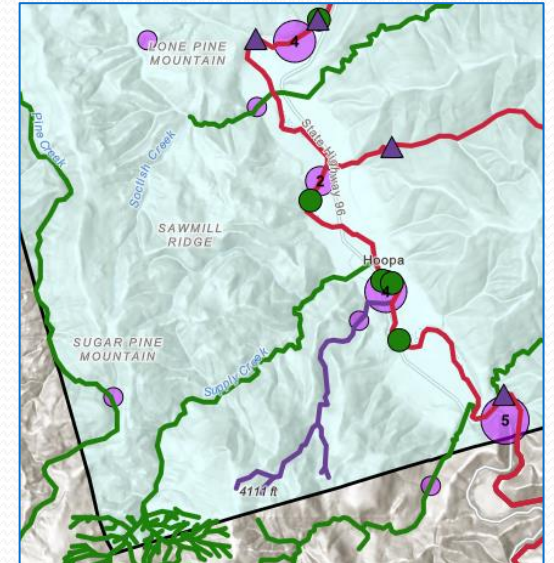 LONE PINE
MOUNTAIN
4
Pine Creek
Soctish Creek
State Highway 96
2
SAWMILL
RIDGE
Hoopa
4
SUGAR PINE
MOUNTAIN
Supply Creek
5
4111 ft